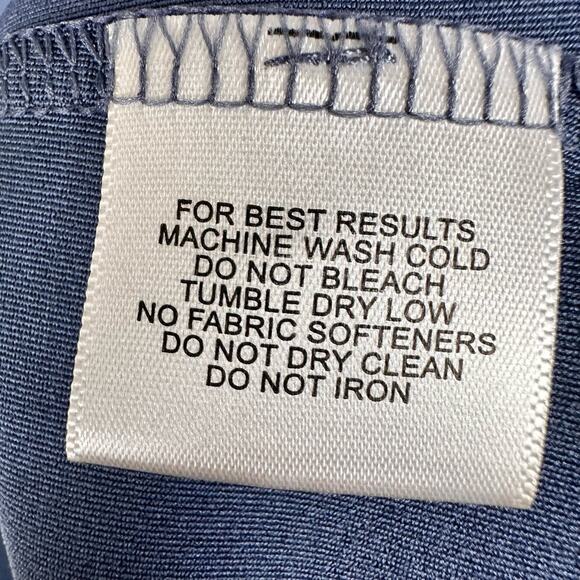 FOR BEST RESULTS
MACHINE WASH COLD
DO NOT BLEACH
TUMBLE DRY LOW
NO FABRIC SOFTENERS
DO NOT DRY CLEAN
DO NOT IRON